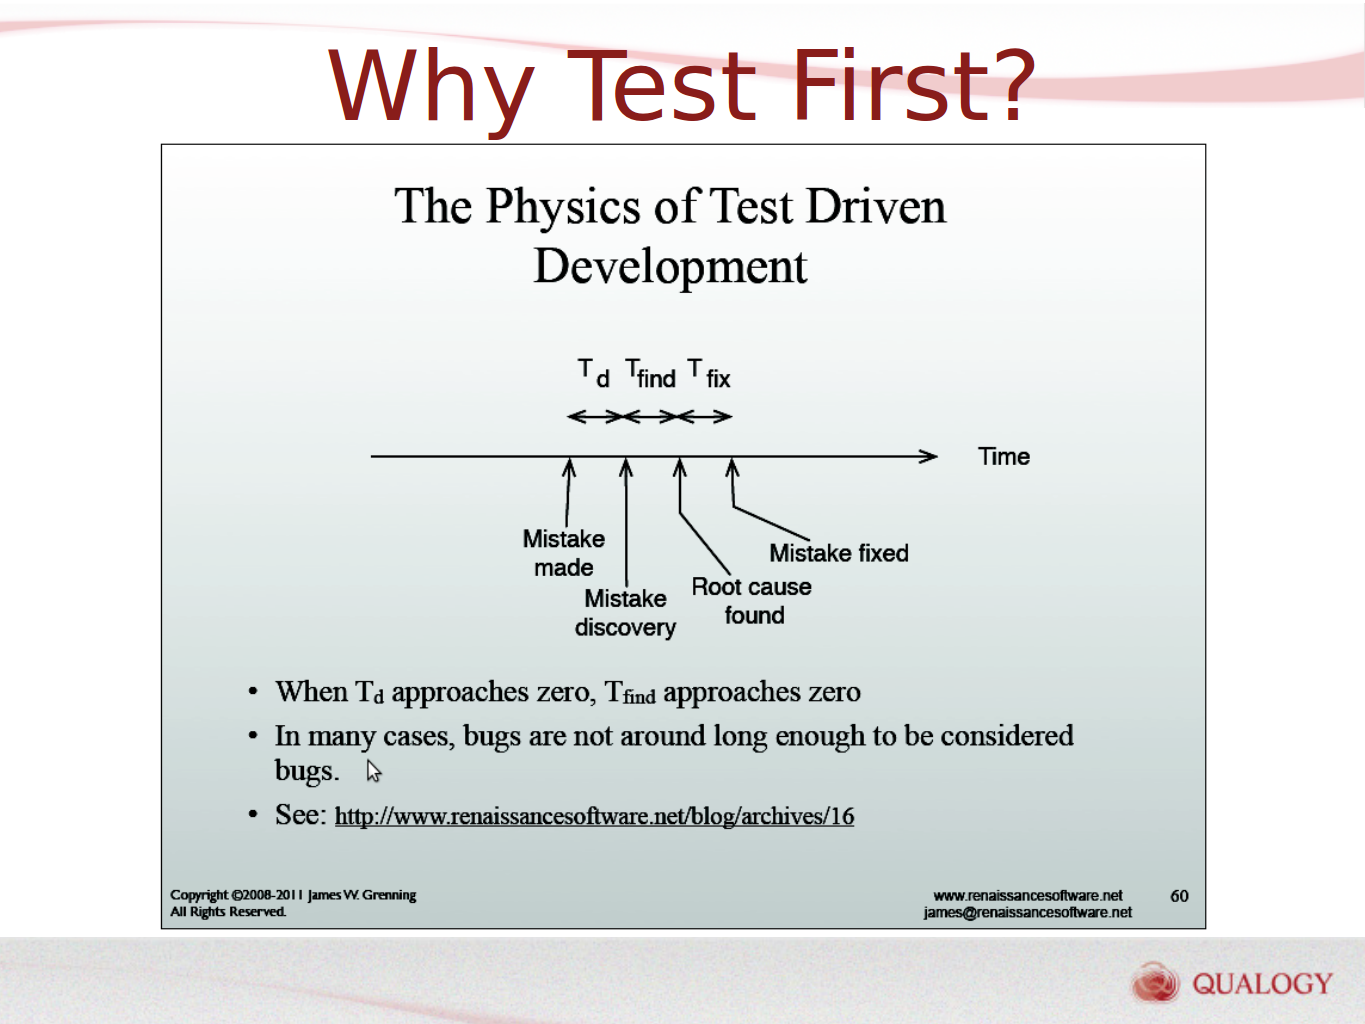 Why Test First?
The Physics of Test Driven
Development
T d T find T fix
Time
Mistake
made
Mistake
discovery
Root cause
found
Mistake fixed
• When Td approaches zero, Tfind approaches zero
• In many cases, bugs are not around long enough to be considered
bugs.
• See: http://www.renaissancesoftware.net/blog/archives/16
Copyright ©2008-2011 James W. Grenning
All Rights Reserved.
www.renaissancesoftware.net
james@renaissancesoftware.net
60
QUALOGY